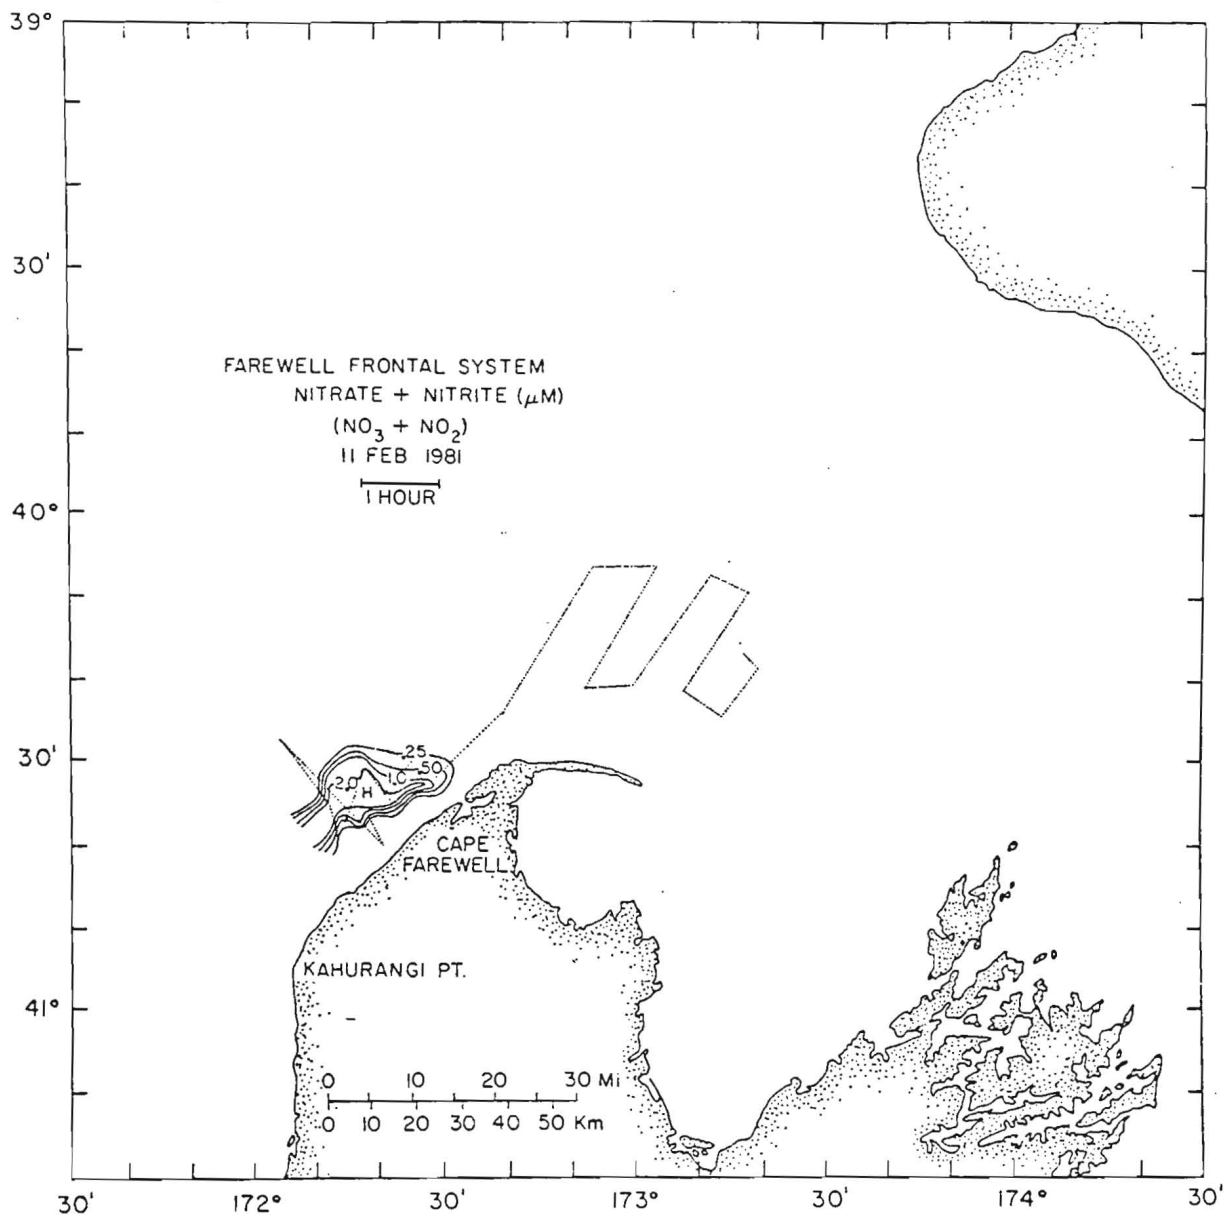 39°
30'
FAREWELL FRONTAL SYSTEM
NITRATE + NITRITE (μM)
(NO3 + NO2)
11 FEB 1981
1 HOUR
40°
30'
.25
.50
1.0
2.0
H
CAPE
FAREWELL
KAHURANGI PT.
41°
0 10 20 30 Mi
0 10 20 30 40 50 Km
30' 172° 30' 173° 30' 174° 30'